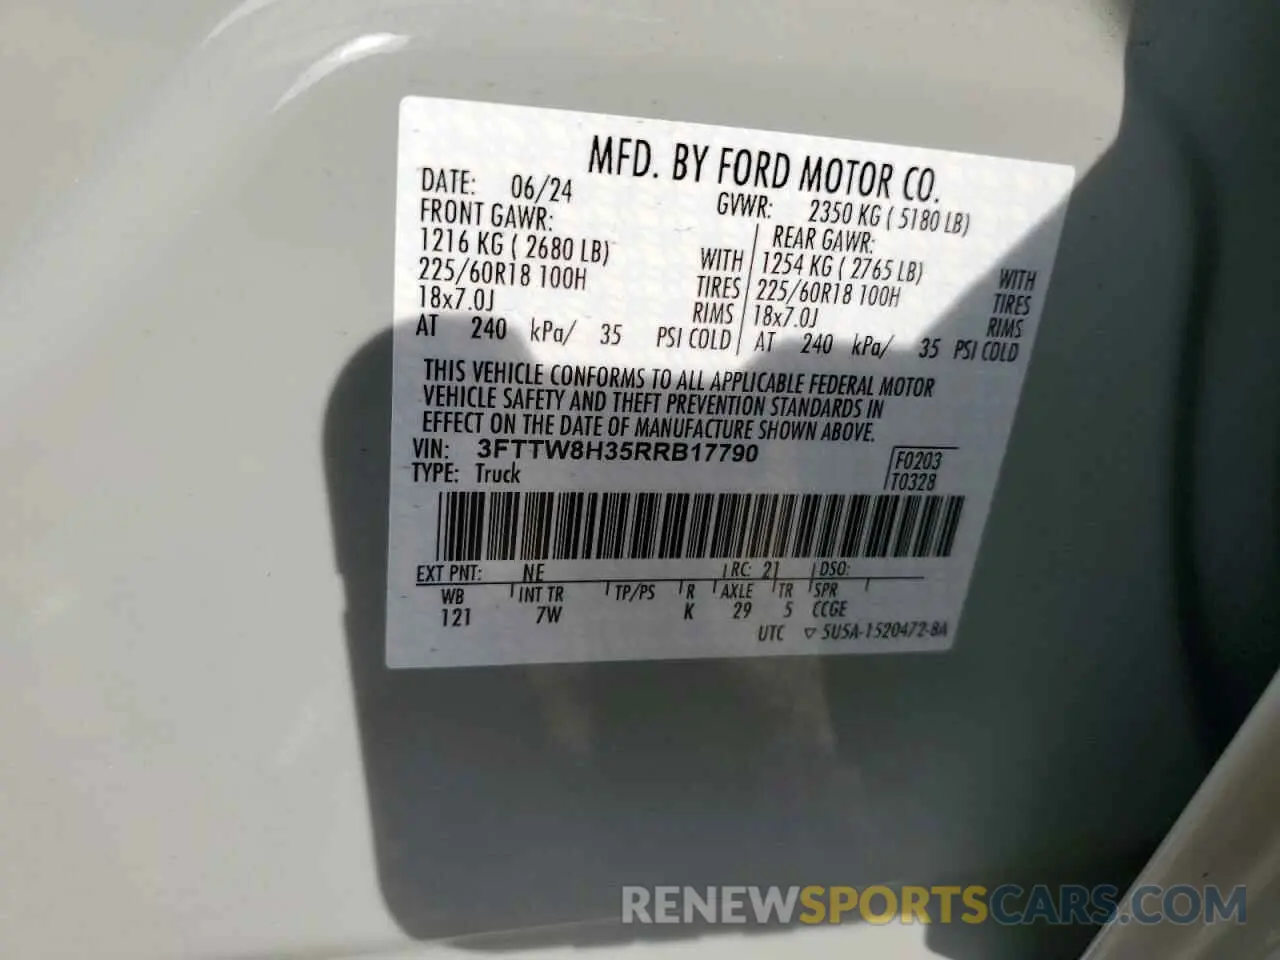 MFD. BY FORD MOTOR CO.
DATE: 06/24 GVWR: 2350 KG ( 5180 LB)
FRONT GAWR: REAR GAWR:
1216 KG ( 2680 LB) WITH 1254 KG ( 2765 LB) WITH
225/60R18 100H TIRES 225/60R18 100H TIRES
18x7.0J RIMS 18x7.0J RIMS
AT 240 kPa/ 35 PSI COLD AT 240 kPa/ 35 PSI COLD
THIS VEHICLE CONFORMS TO ALL APPLICABLE FEDERAL MOTOR
VEHICLE SAFETY AND THEFT PREVENTION STANDARDS IN
EFFECT ON THE DATE OF MANUFACTURE SHOWN ABOVE.
VIN: 3FTTW8H35RRB17790 F0203
TYPE: Truck T0328
EXT PNT: NE RC: 21 DSO:
WB INT TR TP/PS R AXLE TR SPR
121 7W K 29 5 CCGE
UTC ▽ 5U5A-1520472-8A
RENEWSPORTSCARS.COM